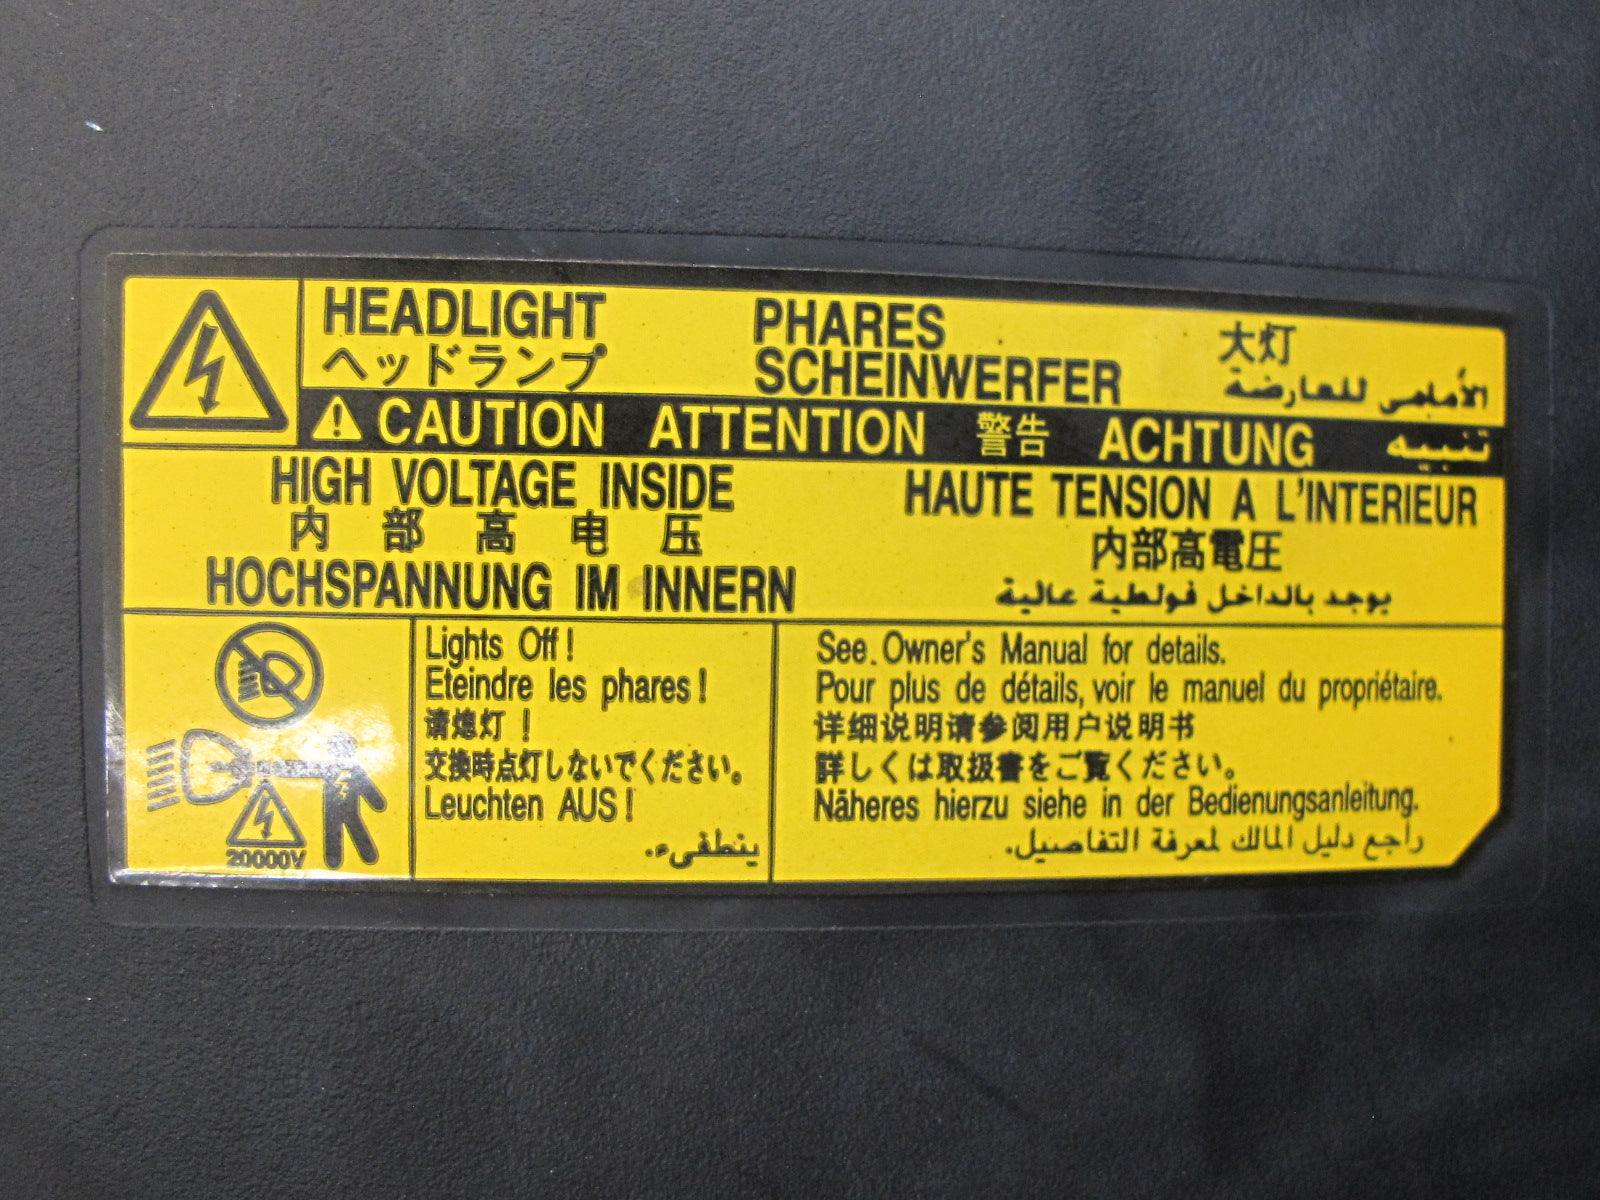 HEADLIGHT
ヘッドランプ
PHARES
SCHEINWERFER
大灯
الأمامي للعارضة
CAUTION ATTENTION 警告 ACHTUNG تنبيه
HIGH VOLTAGE INSIDE
内部高电压
HOCHSPANNUNG IM INNERN
HAUTE TENSION A L'INTERIEUR
内部高電圧
يوجد بالداخل فولطية عالية
20000V
Lights Off!
Eteindre les phares!
请熄灯!
交換時点灯しないでください。
Leuchten AUS!
ينطفىء.
See Owner's Manual for details.
Pour plus de détails, voir le manuel du propriétaire.
详细说明请参阅用户说明书
詳しくは取扱書をご覧ください。
Näheres hierzu siehe in der Bedienungsanleitung.
راجع دليل المالك لمعرفة التفاصيل.